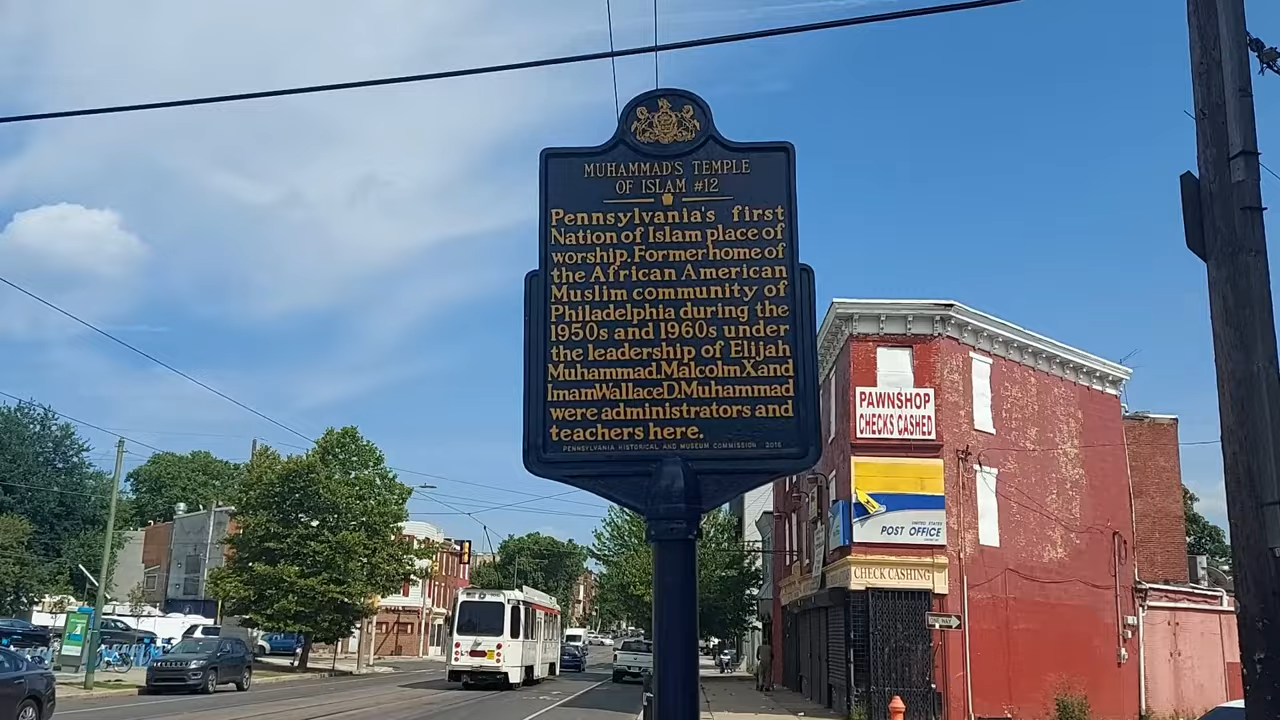 MUHAMMAD'S TEMPLE
OF ISLAM #12
Pennsylvania's first
Nation of Islam place of
worship. Former home of
the African American
Muslim community of
Philadelphia during the
1950s and 1960s under
the leadership of Elijah
Muhammad. Malcolm X and
Imam Wallace D. Muhammad
were administrators and
teachers here.
PENNSYLVANIA HISTORICAL AND MUSEUM COMMISSION 2016
PAWNSHOP
CHECKS CASHED
UNITED STATES
POST OFFICE
CHECK CASHING
ONE WAY